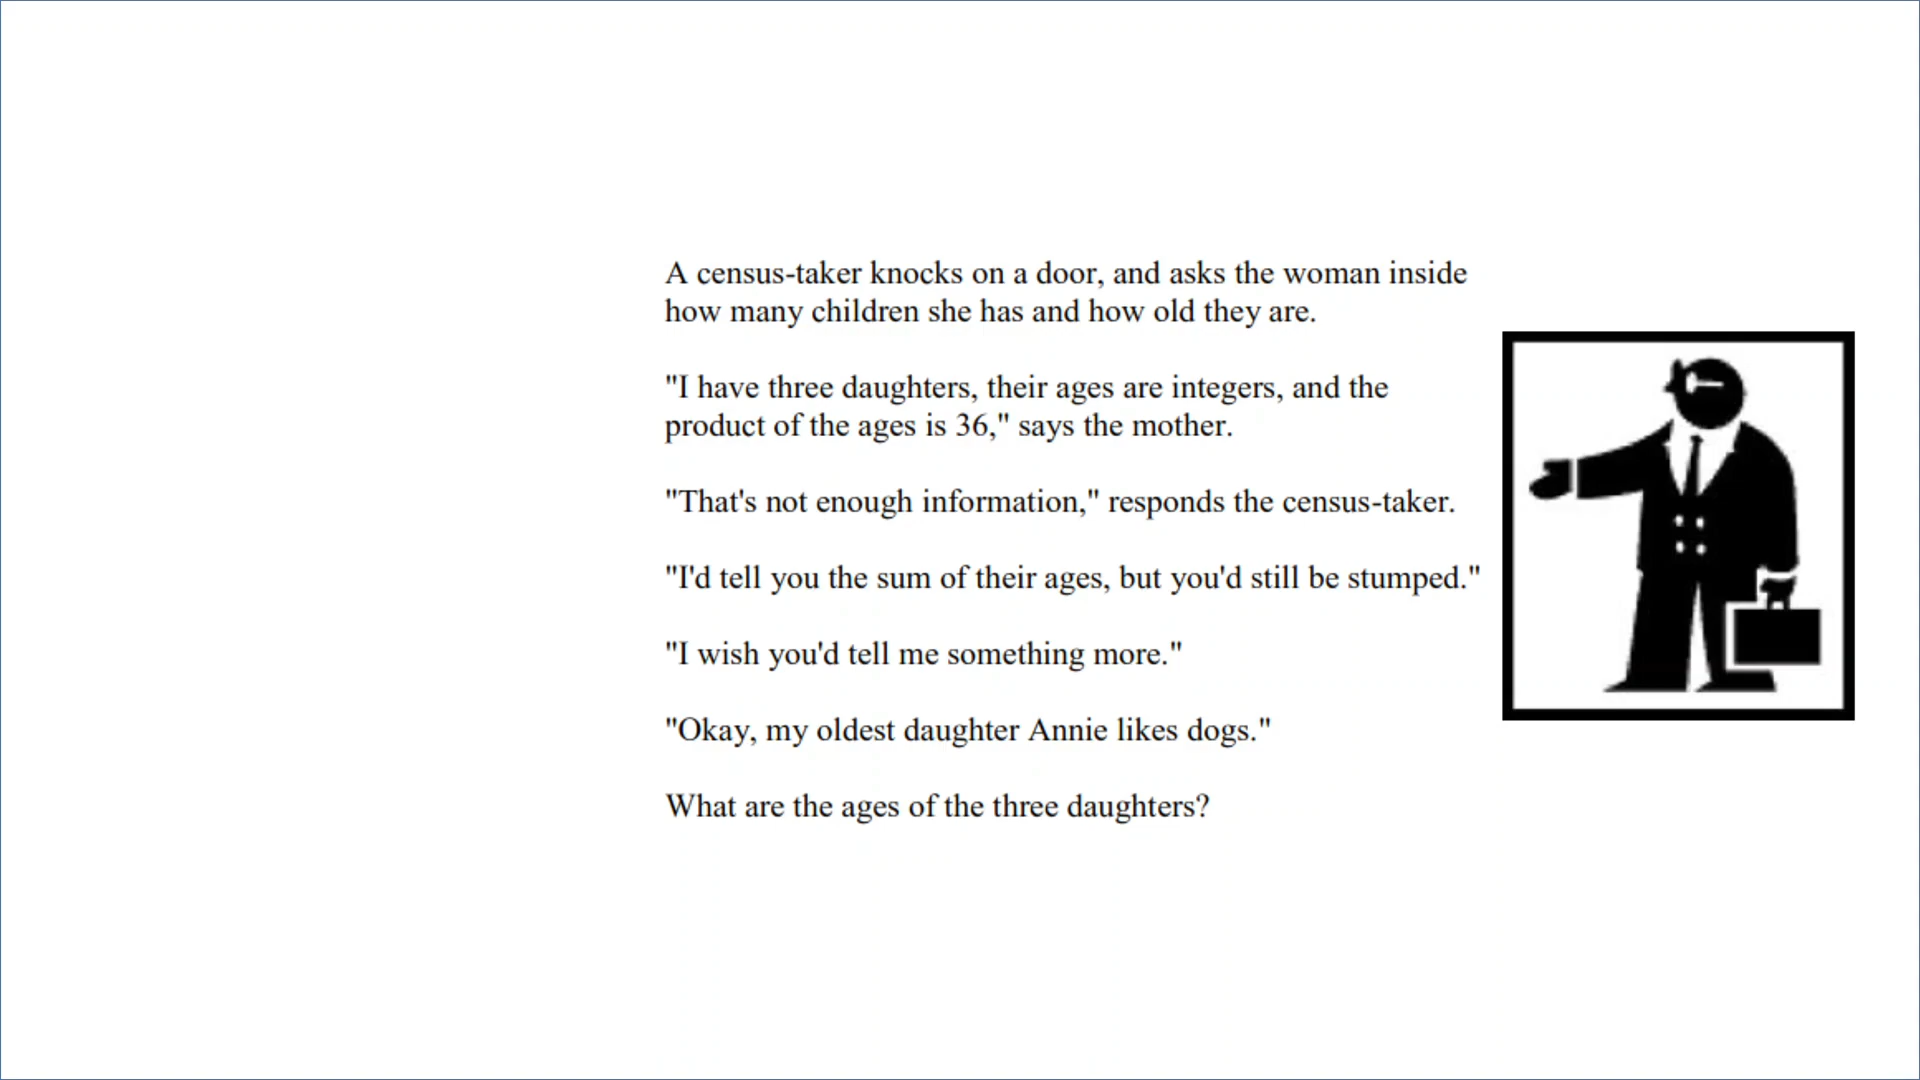 A census-taker knocks on a door, and asks the woman inside
how many children she has and how old they are.
"I have three daughters, their ages are integers, and the
product of the ages is 36," says the mother.
"That's not enough information," responds the census-taker.
"I'd tell you the sum of their ages, but you'd still be stumped."
"I wish you'd tell me something more."
"Okay, my oldest daughter Annie likes dogs."
What are the ages of the three daughters?